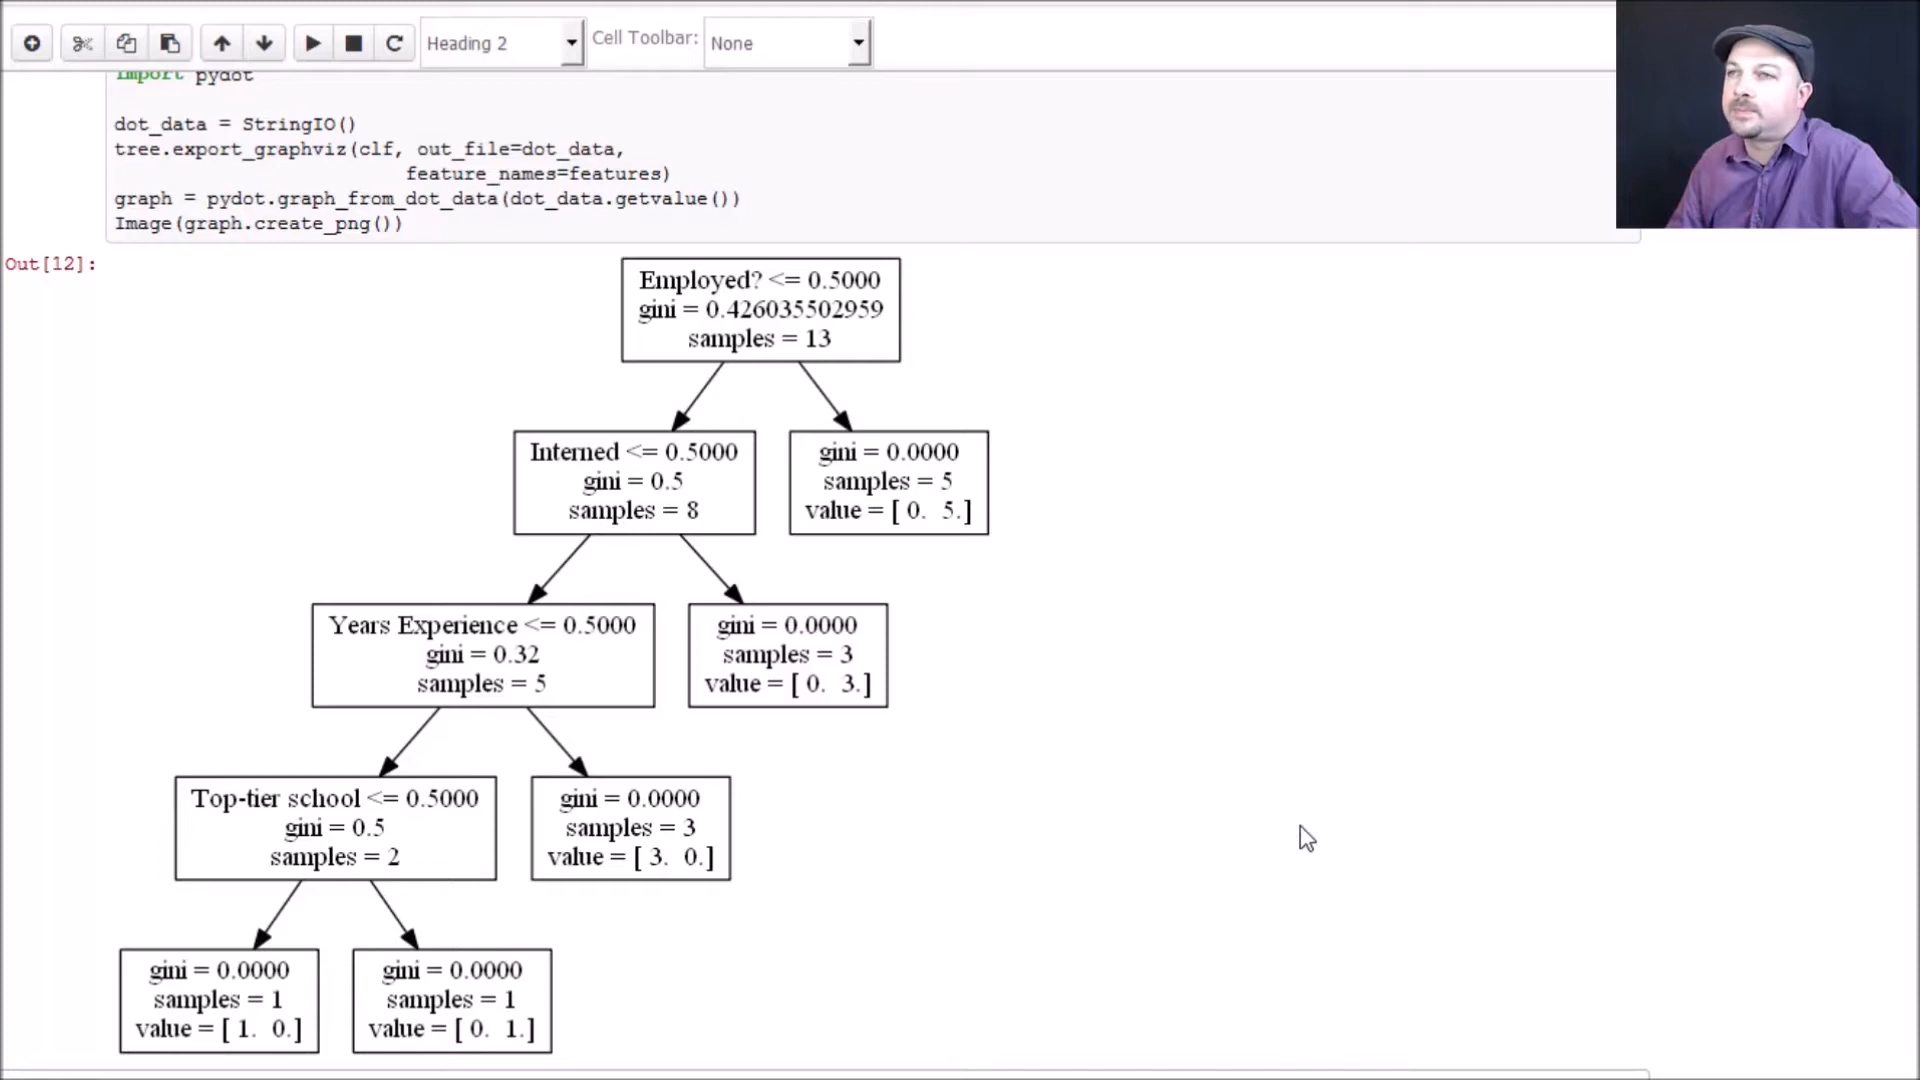 Heading 2
Cell Toolbar:
None
import pydot
dot_data = StringIO()
tree.export_graphviz(clf, out_file=dot_data,
feature_names=features)
graph = pydot.graph_from_dot_data(dot_data.getvalue())
Image(graph.create_png())
Out[12]:
Employed? <= 0.5000
gini = 0.426035502959
samples = 13
Interned <= 0.5000
gini = 0.5
samples = 8
gini = 0.0000
samples = 5
value = [ 0.  5.]
Years Experience <= 0.5000
gini = 0.32
samples = 5
gini = 0.0000
samples = 3
value = [ 0.  3.]
Top-tier school <= 0.5000
gini = 0.5
samples = 2
gini = 0.0000
samples = 3
value = [ 3.  0.]
gini = 0.0000
samples = 1
value = [ 1.  0.]
gini = 0.0000
samples = 1
value = [ 0.  1.]